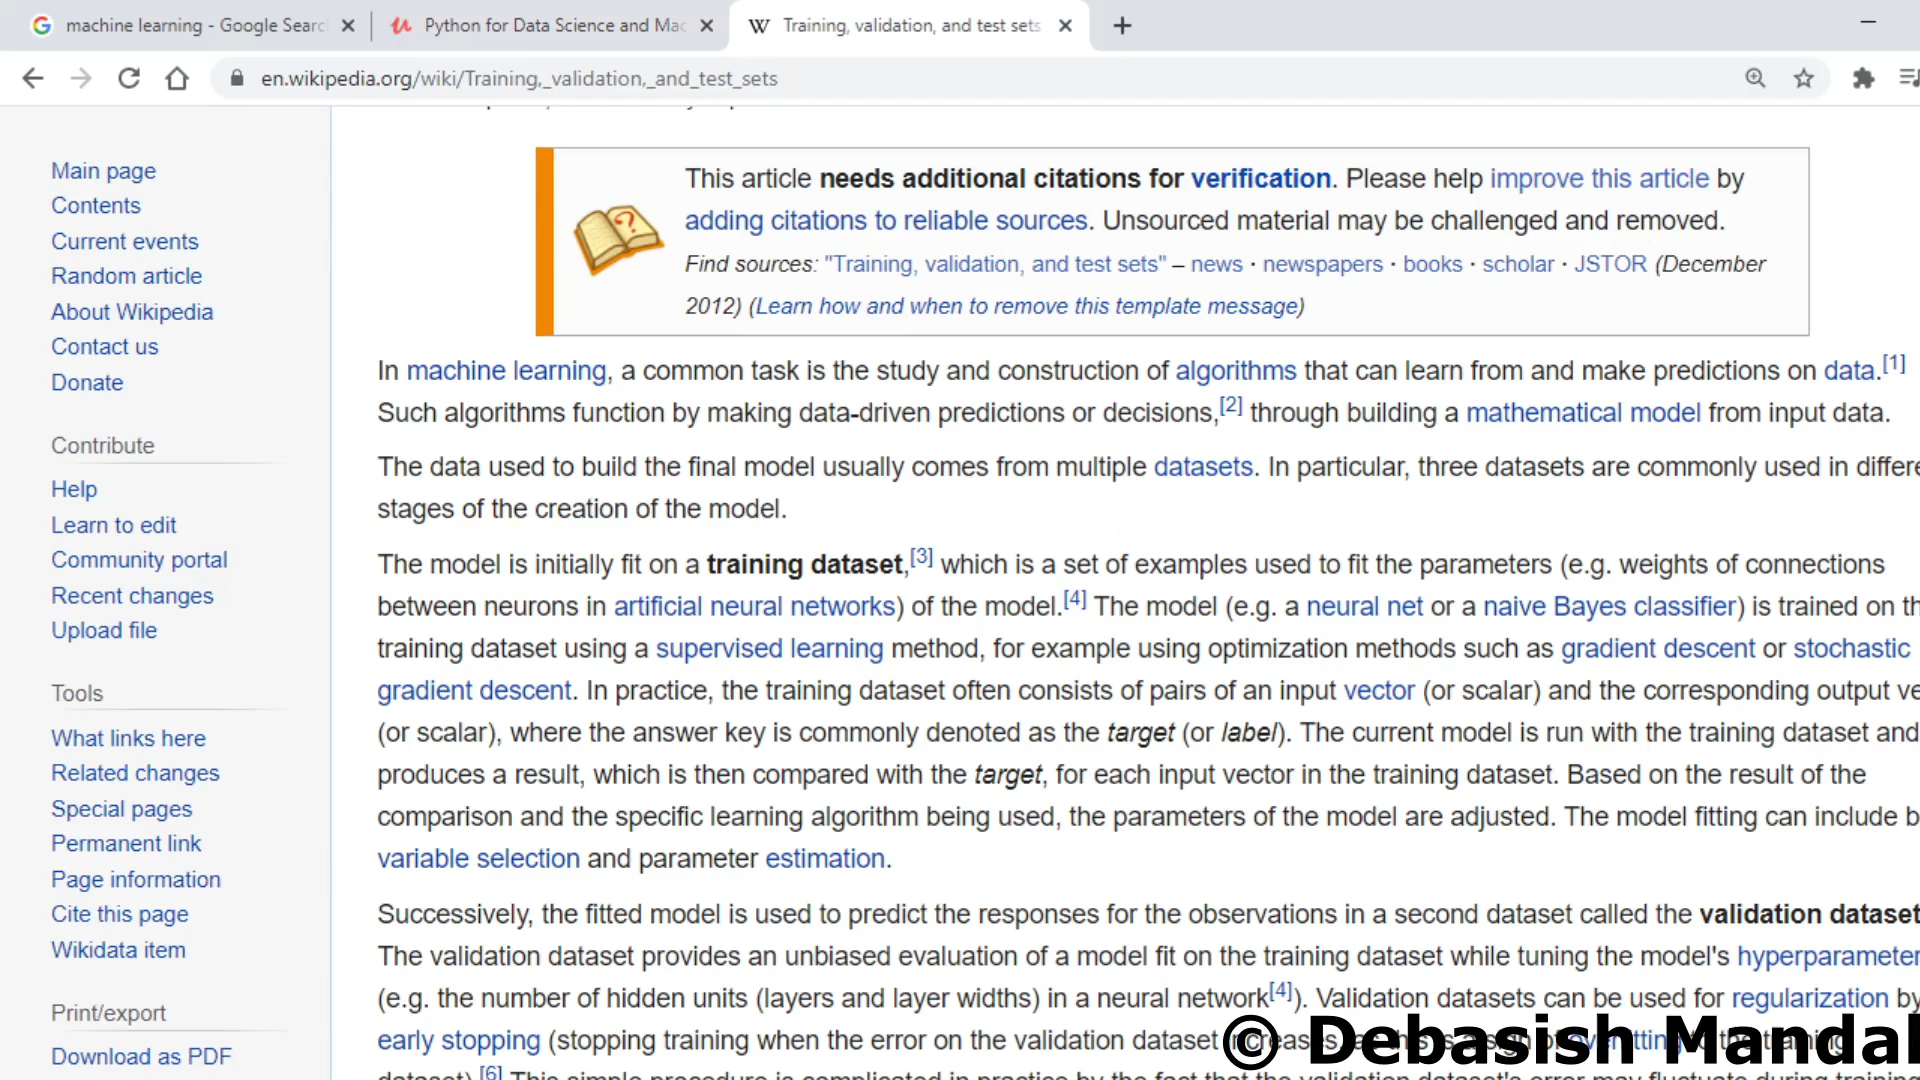 machine learning - Google Searc
Python for Data Science and Mac
Training, validation, and test sets
en.wikipedia.org/wiki/Training,_validation,_and_test_sets
Main page
Contents
Current events
Random article
About Wikipedia
Contact us
Donate
Contribute
Help
Learn to edit
Community portal
Recent changes
Upload file
Tools
What links here
Related changes
Special pages
Permanent link
Page information
Cite this page
Wikidata item
Print/export
Download as PDF
This article needs additional citations for verification. Please help improve this article by
adding citations to reliable sources. Unsourced material may be challenged and removed.
Find sources: "Training, validation, and test sets" – news · newspapers · books · scholar · JSTOR (December
2012) (Learn how and when to remove this template message)
In machine learning, a common task is the study and construction of algorithms that can learn from and make predictions on data.[1]
Such algorithms function by making data-driven predictions or decisions,[2] through building a mathematical model from input data.
The data used to build the final model usually comes from multiple datasets. In particular, three datasets are commonly used in differe
stages of the creation of the model.
The model is initially fit on a training dataset,[3] which is a set of examples used to fit the parameters (e.g. weights of connections
between neurons in artificial neural networks) of the model.[4] The model (e.g. a neural net or a naive Bayes classifier) is trained on th
training dataset using a supervised learning method, for example using optimization methods such as gradient descent or stochastic
gradient descent. In practice, the training dataset often consists of pairs of an input vector (or scalar) and the corresponding output ve
(or scalar), where the answer key is commonly denoted as the target (or label). The current model is run with the training dataset and
produces a result, which is then compared with the target, for each input vector in the training dataset. Based on the result of the
comparison and the specific learning algorithm being used, the parameters of the model are adjusted. The model fitting can include b
variable selection and parameter estimation.
Successively, the fitted model is used to predict the responses for the observations in a second dataset called the validation dataset
The validation dataset provides an unbiased evaluation of a model fit on the training dataset while tuning the model's hyperparameter
(e.g. the number of hidden units (layers and layer widths) in a neural network[4]). Validation datasets can be used for regularization by
early stopping (stopping training when the error on the validation dataset
© Debasish Mandal
dataset).[6] This simple procedure is complicated in practice by the fact that the validation dataset's error may fluctuate during training